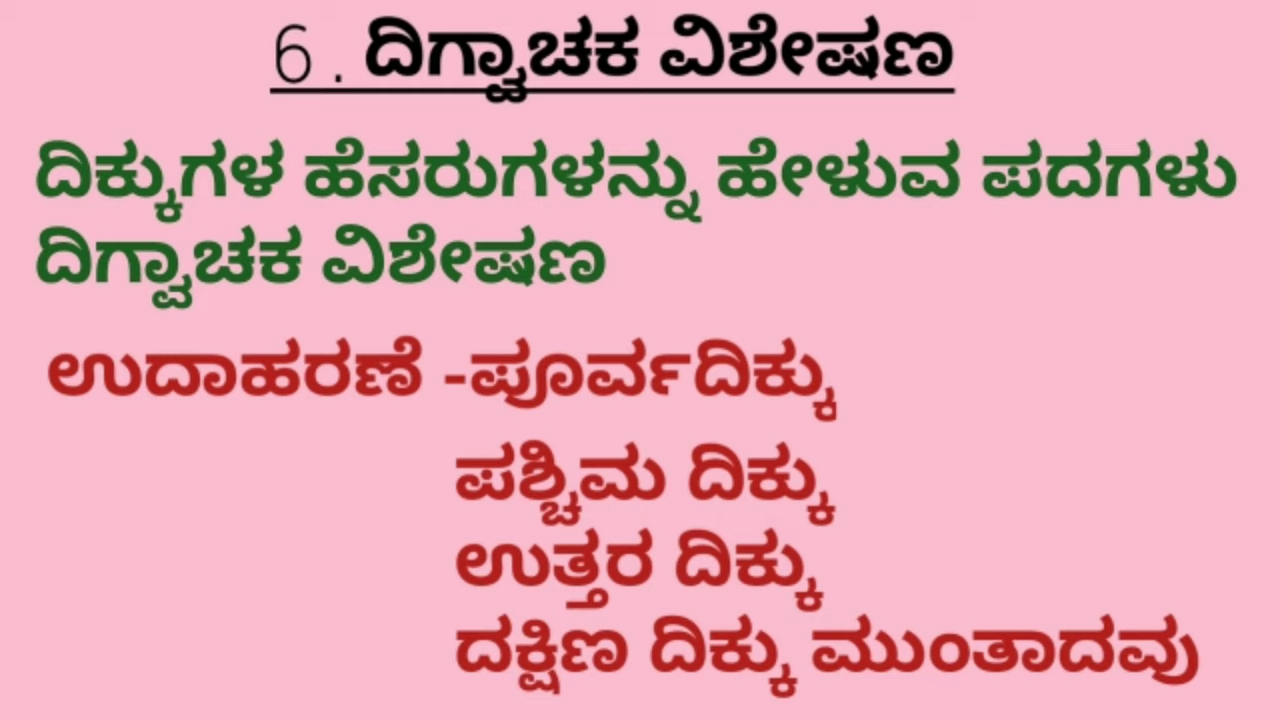 6 . ದಿಗ್ವಾಚಕ ವಿಶೇಷಣ
ದಿಕ್ಕುಗಳ ಹೆಸರುಗಳನ್ನು ಹೇಳುವ ಪದಗಳು
ದಿಗ್ವಾಚಕ ವಿಶೇಷಣ
ಉದಾಹರಣೆ -ಪೂರ್ವದಿಕ್ಕು
ಪಶ್ಚಿಮ ದಿಕ್ಕು
ಉತ್ತರ ದಿಕ್ಕು
ದಕ್ಷಿಣ ದಿಕ್ಕು ಮುಂತಾದವು